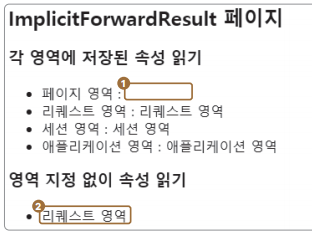 ImplicitForwardResult 페이지
각 영역에 저장된 속성 읽기
• 페이지 영역 : 1
• 리퀘스트 영역 : 리퀘스트 영역
• 세션 영역 : 세션 영역
• 애플리케이션 영역 : 애플리케이션 영역
영역 지정 없이 속성 읽기
• 2 리퀘스트 영역